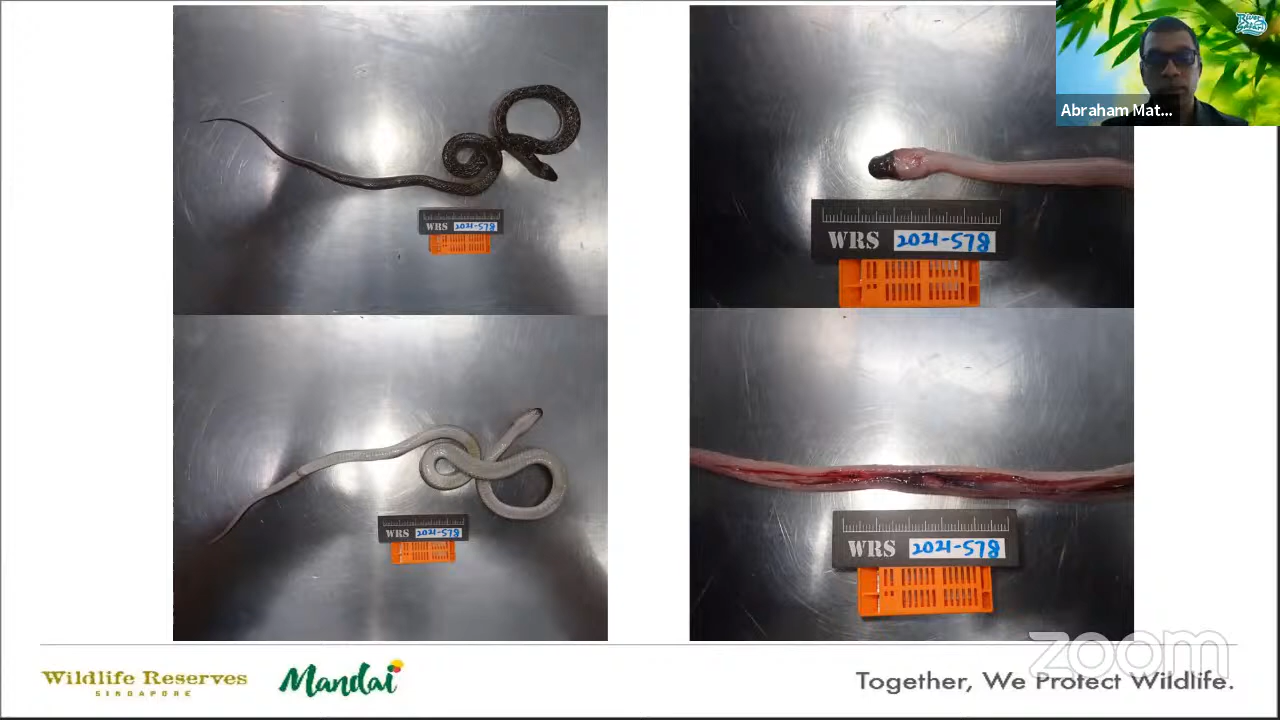 Abraham Mat...
WRS 2021-578
WRS 2021-578
WRS 2021-578
WRS 2021-578
Wildlife Reserves
SINGAPORE
Mandai
Together, We Protect Wildlife.
zoom